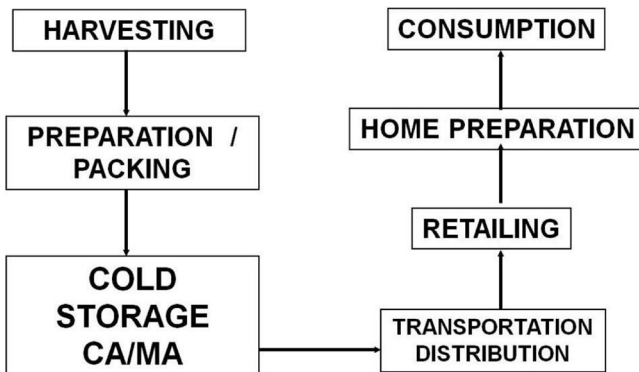 HARVESTING
PREPARATION /
PACKING
COLD
STORAGE
CA/MA
TRANSPORTATION
DISTRIBUTION
RETAILING
HOME PREPARATION
CONSUMPTION